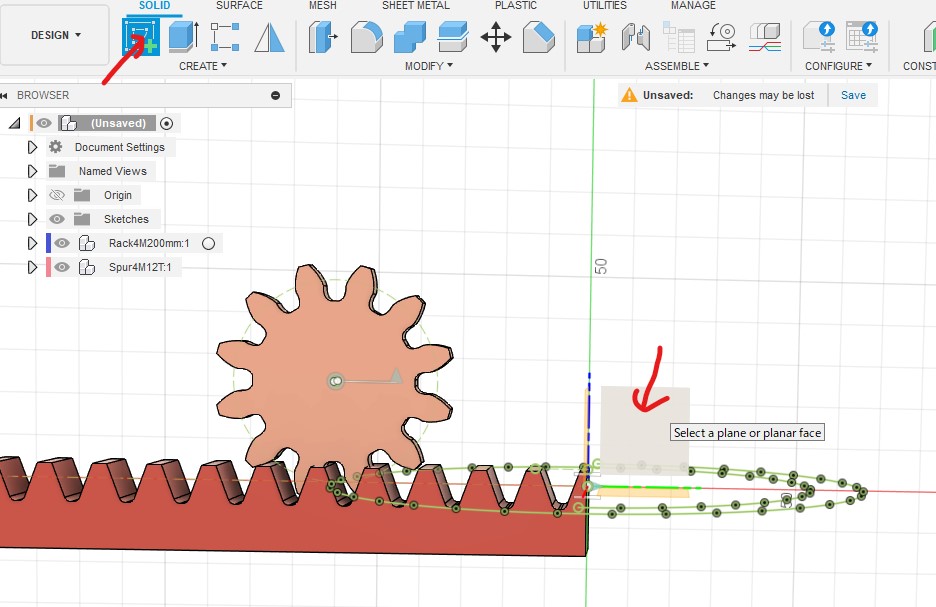 SOLID SURFACE MESH SHEET METAL PLASTIC UTILITIES MANAGE
DESIGN
CREATE MODIFY ASSEMBLE CONFIGURE CONST
BROWSER
Unsaved: Changes may be lost Save
(Unsaved)
Document Settings
Named Views
Origin
Sketches
Rack4M200mm:1
Spur4M12T:1
50
Select a plane or planar face